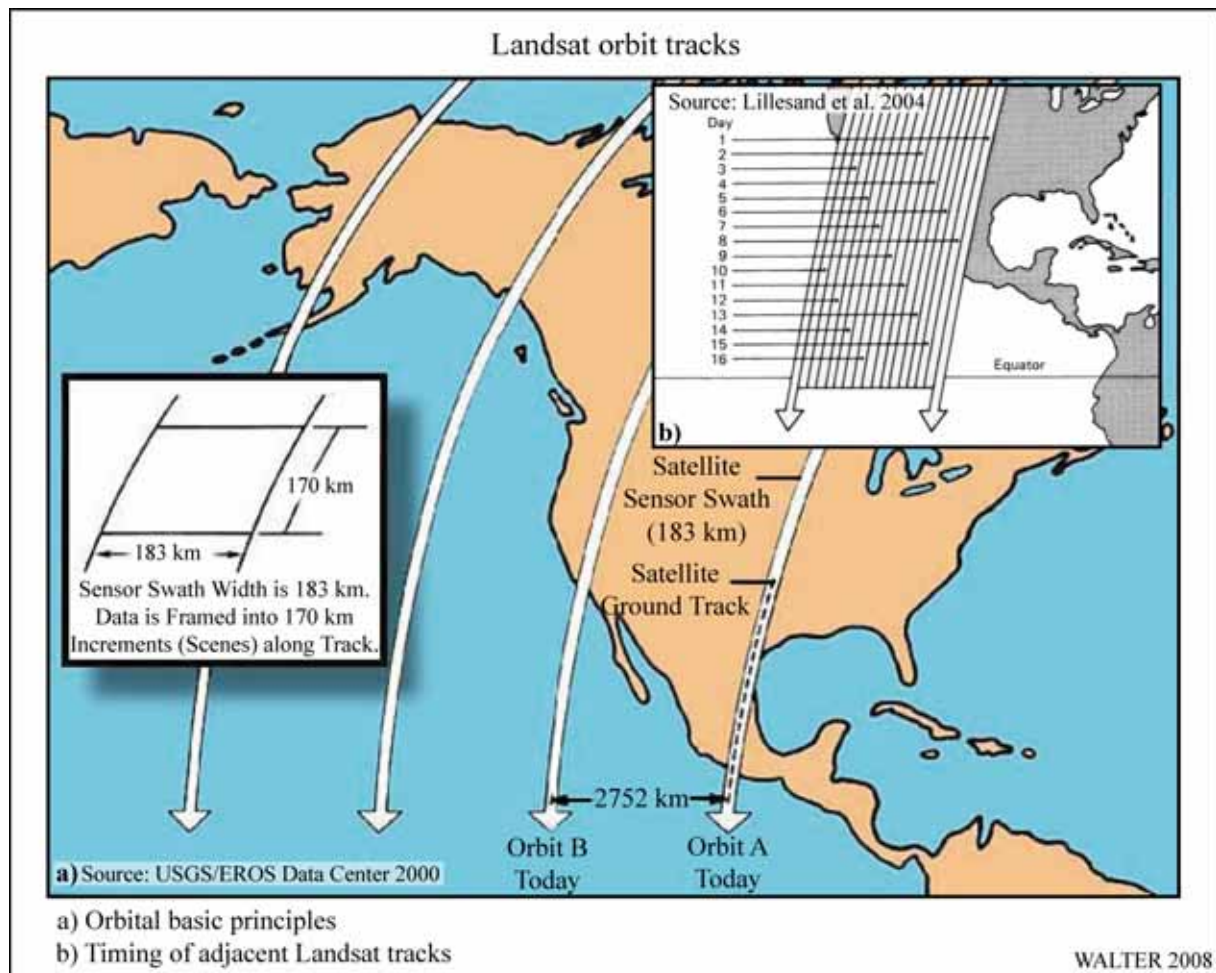 Landsat orbit tracks
Source: Lillesand et al. 2004
Day
1
2
3
4
5
6
7
8
9
10
11
12
13
14
15
16
Equator
b)
Satellite
Sensor Swath
(183 km)
Satellite
Ground Track
170 km
183 km
Sensor Swath Width is 183 km.
Data is Framed into 170 km
Increments (Scenes) along Track.
2752 km
Orbit B
Today
Orbit A
Today
a) Source: USGS/EROS Data Center 2000
a) Orbital basic principles
b) Timing of adjacent Landsat tracks
WALTER 2008